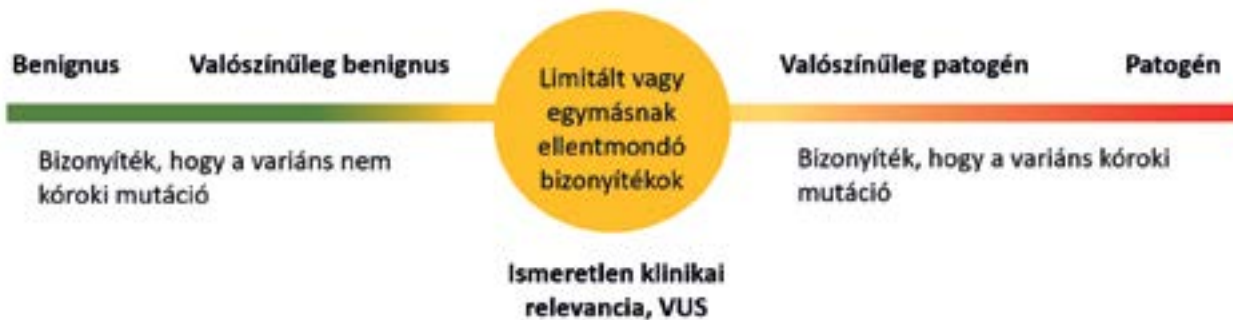 Benignus
Valószínűleg benignus
Limitált vagy
egymásnak
ellentmondó
bizonyítékok
Valószínűleg patogén
Patogén
Bizonyíték, hogy a variáns nem
kóroki mutáció
Bizonyíték, hogy a variáns kóroki
mutáció
Ismeretlen klinikai
relevancia, VUS